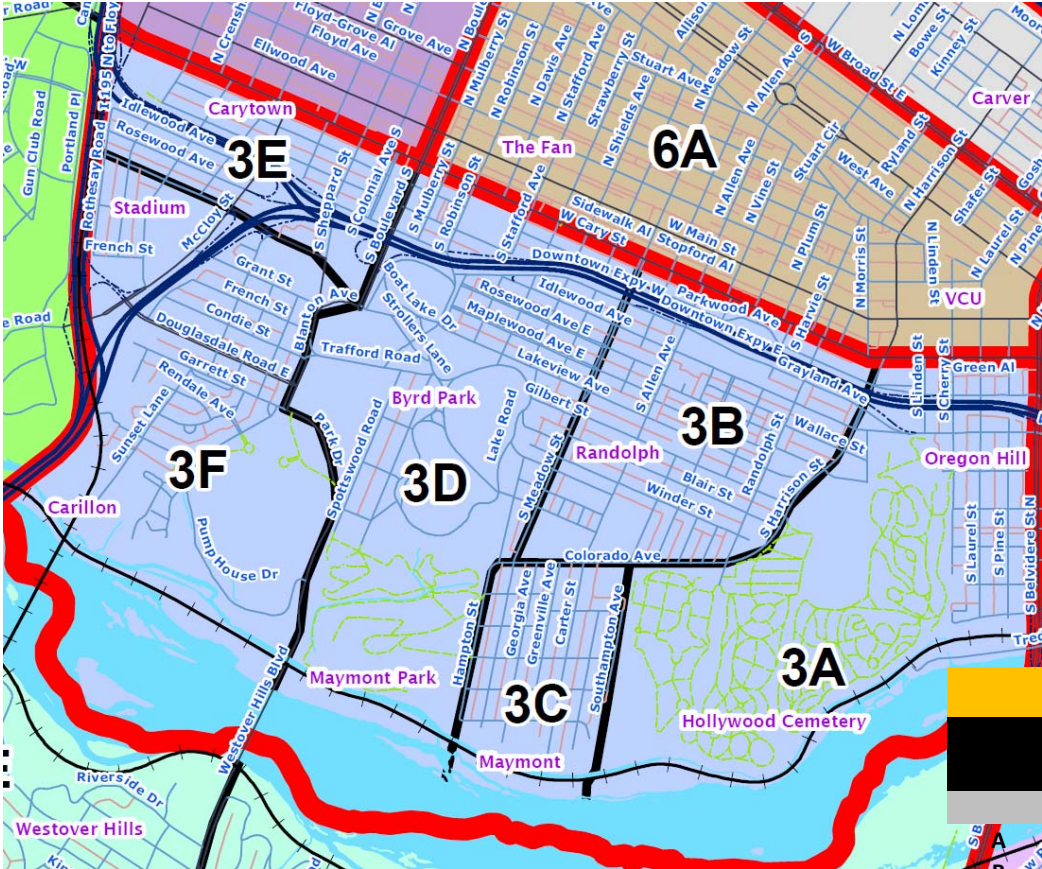 Floyd-Grove Al
Grove Ave
Floyd Ave
Ellwood Ave
N Mulberry St
N Robinson St
N Davis Ave
N Stafford Ave
Strawberry St
Stuart Ave
N Shields Ave
N Meadow St
N Allen Ave S
W Broad St E
Bowe St
Kinney St
Carver
Gun Club Road
Portland Pl
Rothesay Road
I 195 N
Idlewood Ave
Rosewood Ave
Carytown
3E
The Fan
6A
Stuart Cir
West Ave
Ryland St
N Harrison St
Shafer St
Stadium
McCloy St
S Sheppard St
S Colonial Ave
S Boulevard S
S Mulberry St
S Robinson St
S Stafford Ave
W Cary St
Sidewalk Al
Stopford Al
W Main St
N Allen Ave
N Vine St
N Plum St
N Morris St
N Linden St
N Laurel St
N Pine
VCU
French St
Grant St
French St
Condie St
Douglasdale Road E
Blanton Ave
Boat Lake Dr
Strollers Lane
Trafford Road
Downtown Expy W
Parkwood Ave
Downtown Expy E
Idlewood Ave
Rosewood Ave E
Maplewood Ave E
Lakeview Ave
S Harvie St
Grayland Ave
S Linden St
S Cherry St
Green Al
Garrett St
Rendale Ave
Sunset Lane
Park Dr
Spottswood Road
Byrd Park
Lake Road
Gilbert St
S Allen Ave
S Meadow St
Randolph
3B
Blair St
Winder St
Randolph St
Wallace St
S Harrison St
Oregon Hill
3F
3D
Carillon
Pump House Dr
Colorado Ave
S Laurel St
S Pine St
S Belvidere St N
Hampton St
Georgia Ave
Greenville Ave
Carter St
Southampton Ave
3C
3A
Hollywood Cemetery
Maymont Park
Maymont
Westover Hills Blvd
Riverside Dr
Westover Hills
A